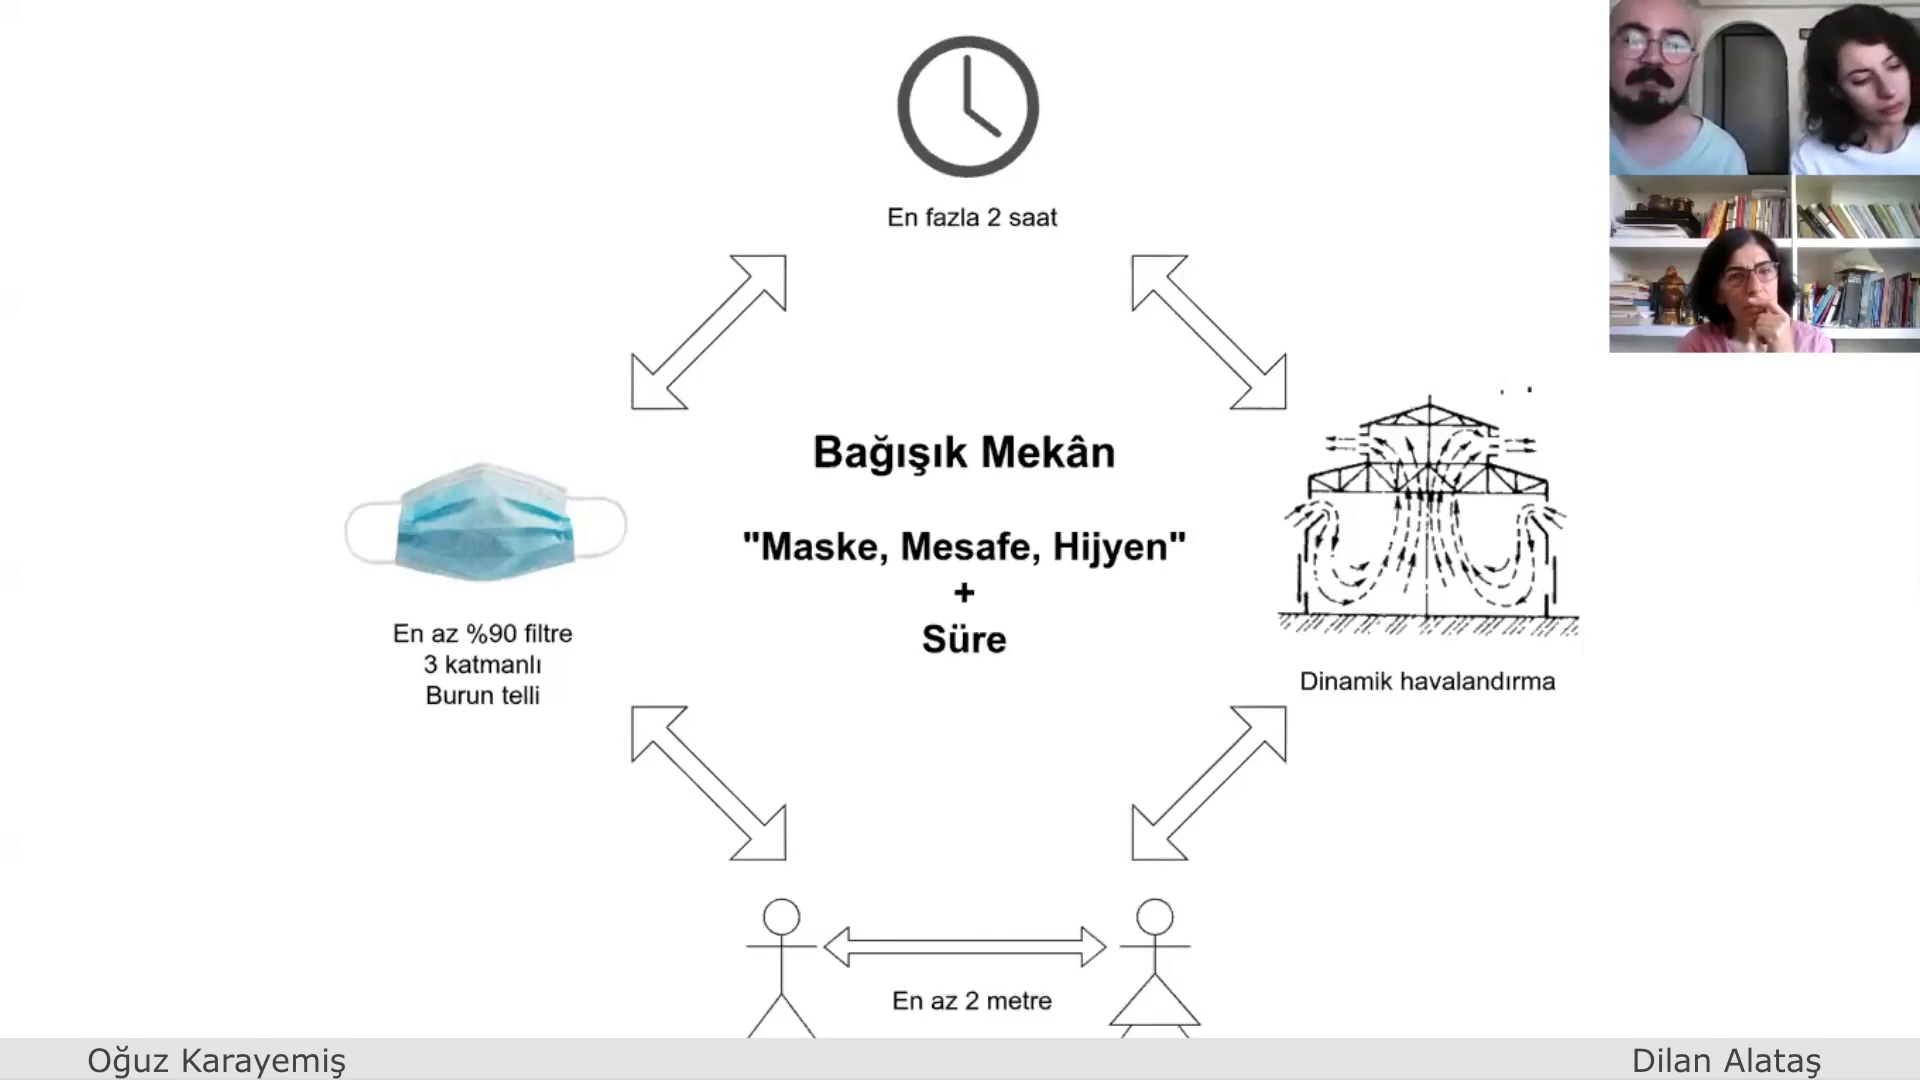 En fazla 2 saat
Bağışık Mekân
"Maske, Mesafe, Hijyen"
+
Süre
En az %90 filtre
3 katmanlı
Burun telli
Dinamik havalandırma
En az 2 metre
Oğuz Karayemiş
Dilan Alataş